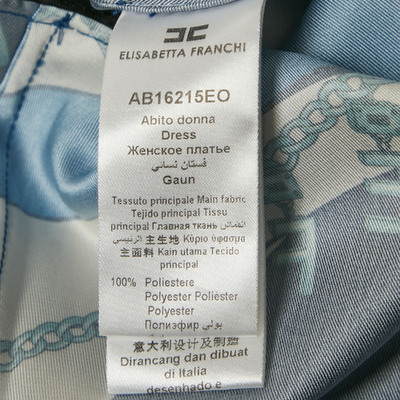 ELISABETTA FRANCHI
AB16215EO
Abito donna
Dress
Женское платье
فستان نسائي
Gaun
Tessuto principale Main fabric
Tejido principal Tissu
principal Главная ткань القماش
الرئيسي 主生地 Κύριο ύφασμα
主面料 Kain utama Tecido
principal
100% Poliestere
Polyester Poliéster
Polyester
Полиэфир بولي
意大利设计及制造
Dirancang dan dibuat
di Italia
desenhado e